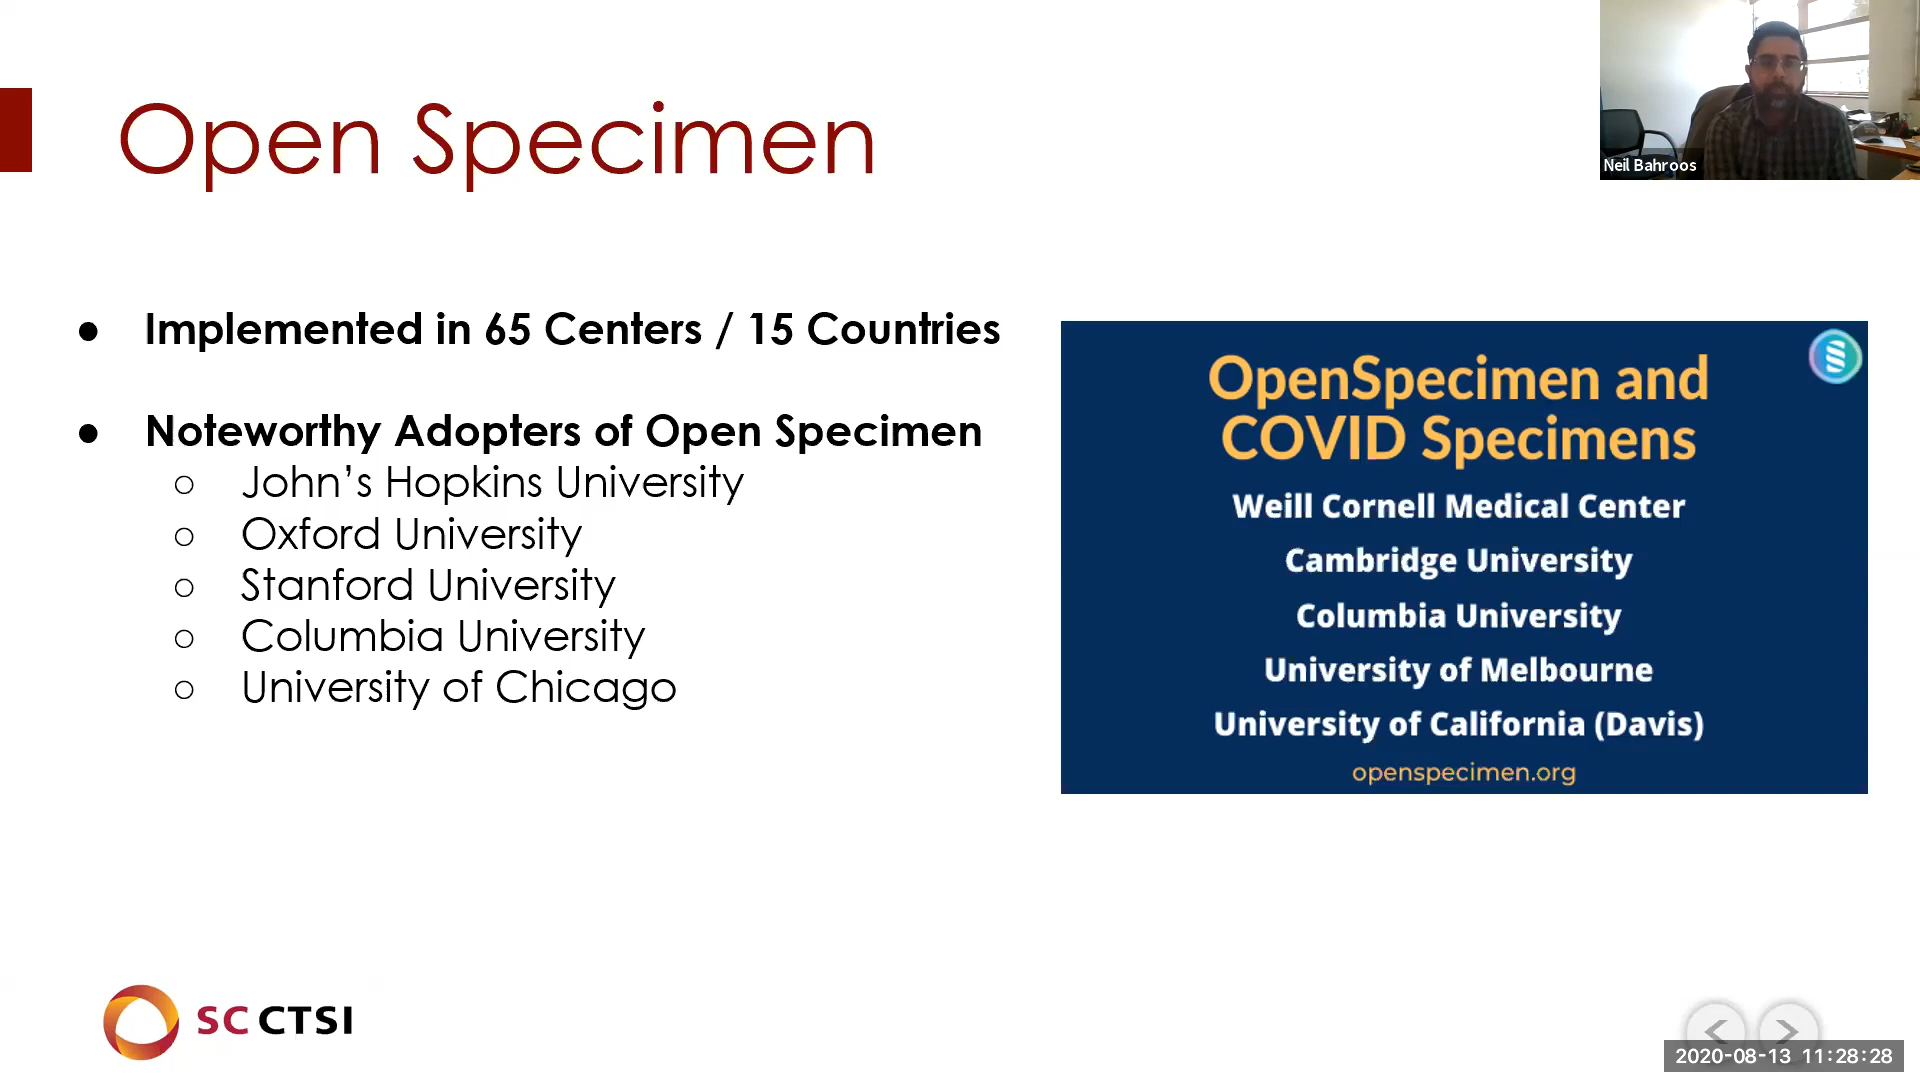 Open Specimen
Neil Bahroos
● Implemented in 65 Centers / 15 Countries
● Noteworthy Adopters of Open Specimen
○ John’s Hopkins University
○ Oxford University
○ Stanford University
○ Columbia University
○ University of Chicago
OpenSpecimen and
COVID Specimens
Weill Cornell Medical Center
Cambridge University
Columbia University
University of Melbourne
University of California (Davis)
openspecimen.org
SC CTSI
2020-08-13 11:28:28